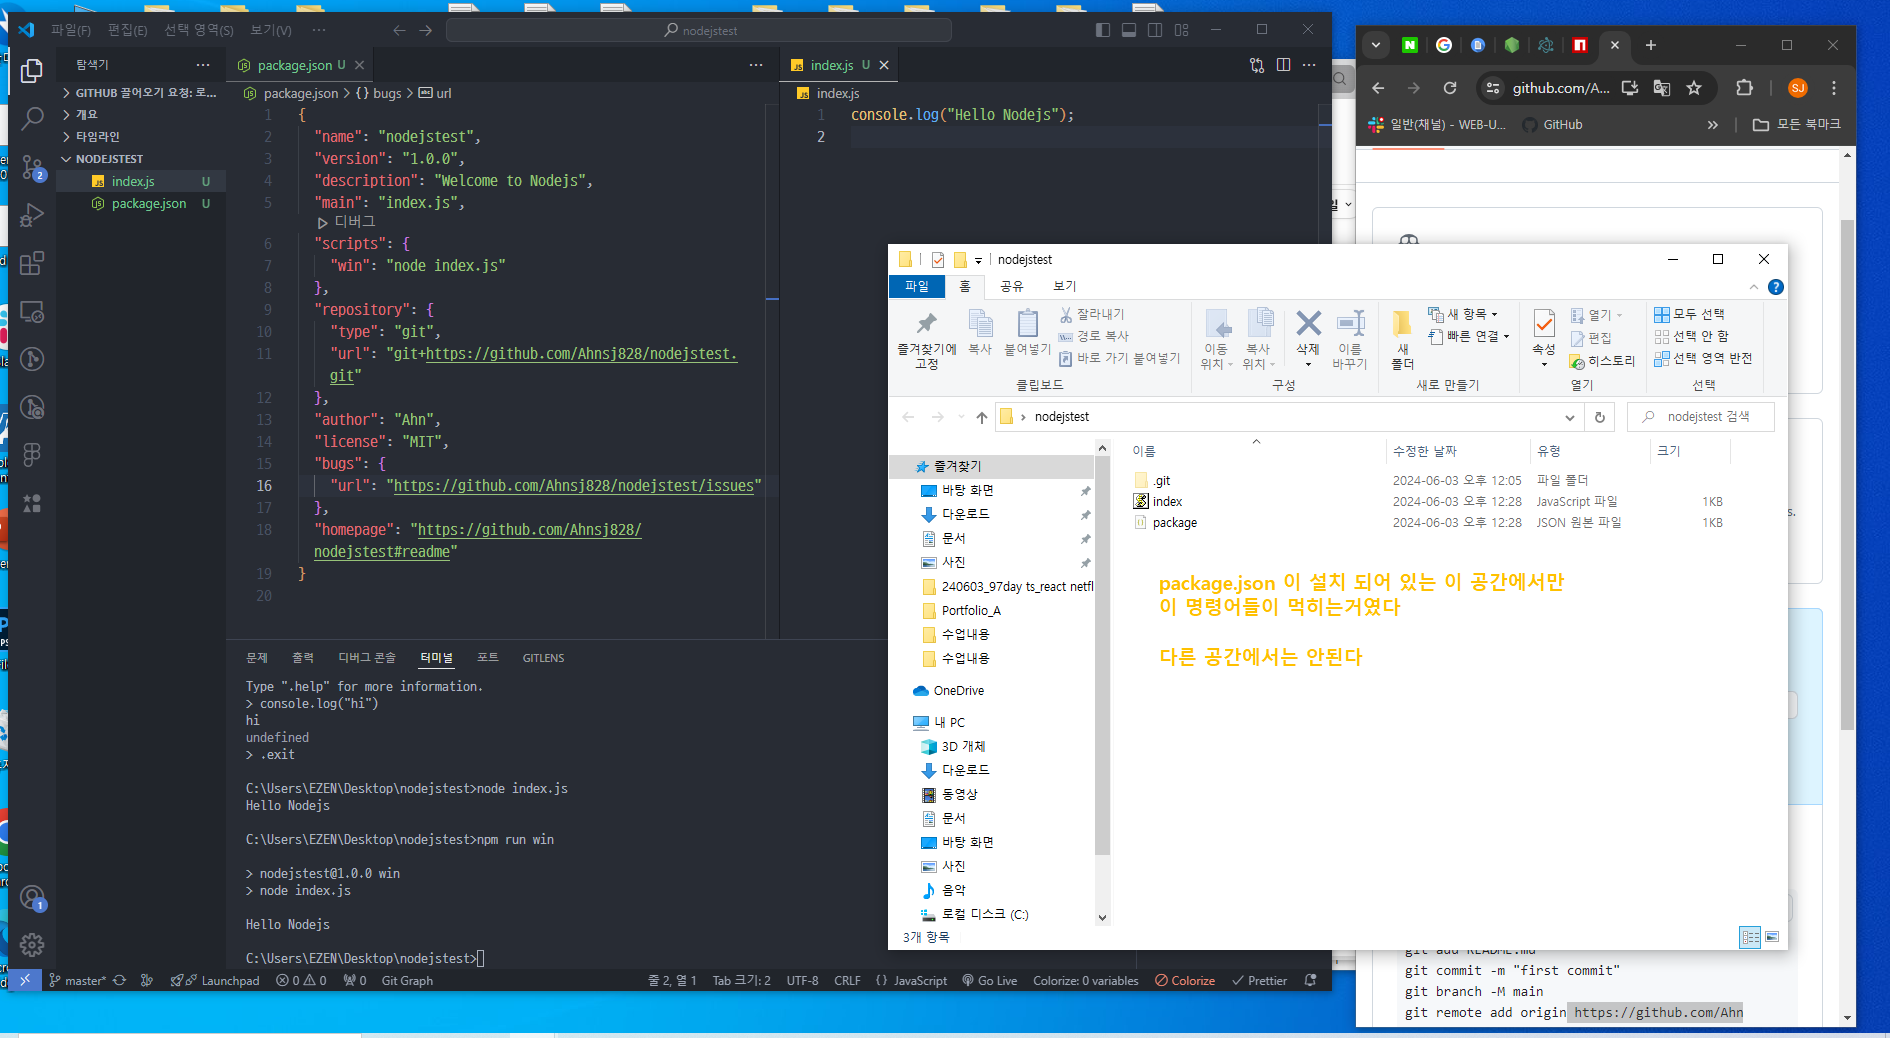 파일(F) 편집(E) 선택 영역(S) 보기(V) ···
nodejstest
탐색기
GITHUB 끌어오기 요청: 로...
개요
타임라인
NODEJSTEST
index.js U
package.json U
package.json U
package.json > {} bugs > url
1 {
2 "name": "nodejstest",
3 "version": "1.0.0",
4 "description": "Welcome to Nodejs",
5 "main": "index.js",
디버그
6 "scripts": {
7 "win": "node index.js"
8 },
9 "repository": {
10 "type": "git",
11 "url": "git+https://github.com/Ahnsj828/nodejstest.
git"
12 },
13 "author": "Ahn",
14 "license": "MIT",
15 "bugs": {
16 "url": "https://github.com/Ahnsj828/nodejstest/issues"
17 },
18 "homepage": "https://github.com/Ahnsj828/
nodejstest#readme"
19 }
20
index.js U
index.js
1 console.log("Hello Nodejs");
2
문제 출력 디버그 콘솔 터미널 포트 GITLENS
Type ".help" for more information.
> console.log("hi")
hi
undefined
> .exit
C:\Users\EZEN\Desktop\nodejstest>node index.js
Hello Nodejs
C:\Users\EZEN\Desktop\nodejstest>npm run win
> nodejstest@1.0.0 win
> node index.js
Hello Nodejs
C:\Users\EZEN\Desktop\nodejstest>
2
1
master* Launchpad 0 0 0 Git Graph
줄 2, 열 1 Tab 크기: 2 UTF-8 CRLF {} JavaScript Go Live Colorize: 0 variables Colorize Prettier
nodejstest
파일 홈 공유 보기
즐겨찾기에
고정
복사
붙여넣기
잘라내기
경로 복사
바로 가기 붙여넣기
클립보드
이동
위치
복사
위치
삭제
이름
바꾸기
구성
새
폴더
새 항목
빠른 연결
새로 만들기
속성
열기
편집
히스토리
열기
모두 선택
선택 안 함
선택 영역 반전
선택
nodejstest
nodejstest 검색
즐겨찾기
바탕 화면
다운로드
문서
사진
240603_97day ts_react netfl
Portfolio_A
수업내용
수업내용
OneDrive
내 PC
3D 개체
다운로드
동영상
문서
바탕 화면
사진
음악
로컬 디스크 (C:)
3개 항목
이름 수정한 날짜 유형 크기
.git 2024-06-03 오후 12:05 파일 폴더
index 2024-06-03 오후 12:28 JavaScript 파일 1KB
package 2024-06-03 오후 12:28 JSON 원본 파일 1KB
package.json 이 설치 되어 있는 이 공간에서만
이 명령어들이 먹히는거였다
다른 공간에서는 안된다
github.com/A...
SJ
일반(채널) - WEB-U...
GitHub
모든 북마크
git add README.md
git commit -m "first commit"
git branch -M main
git remote add origin https://github.com/Ahn